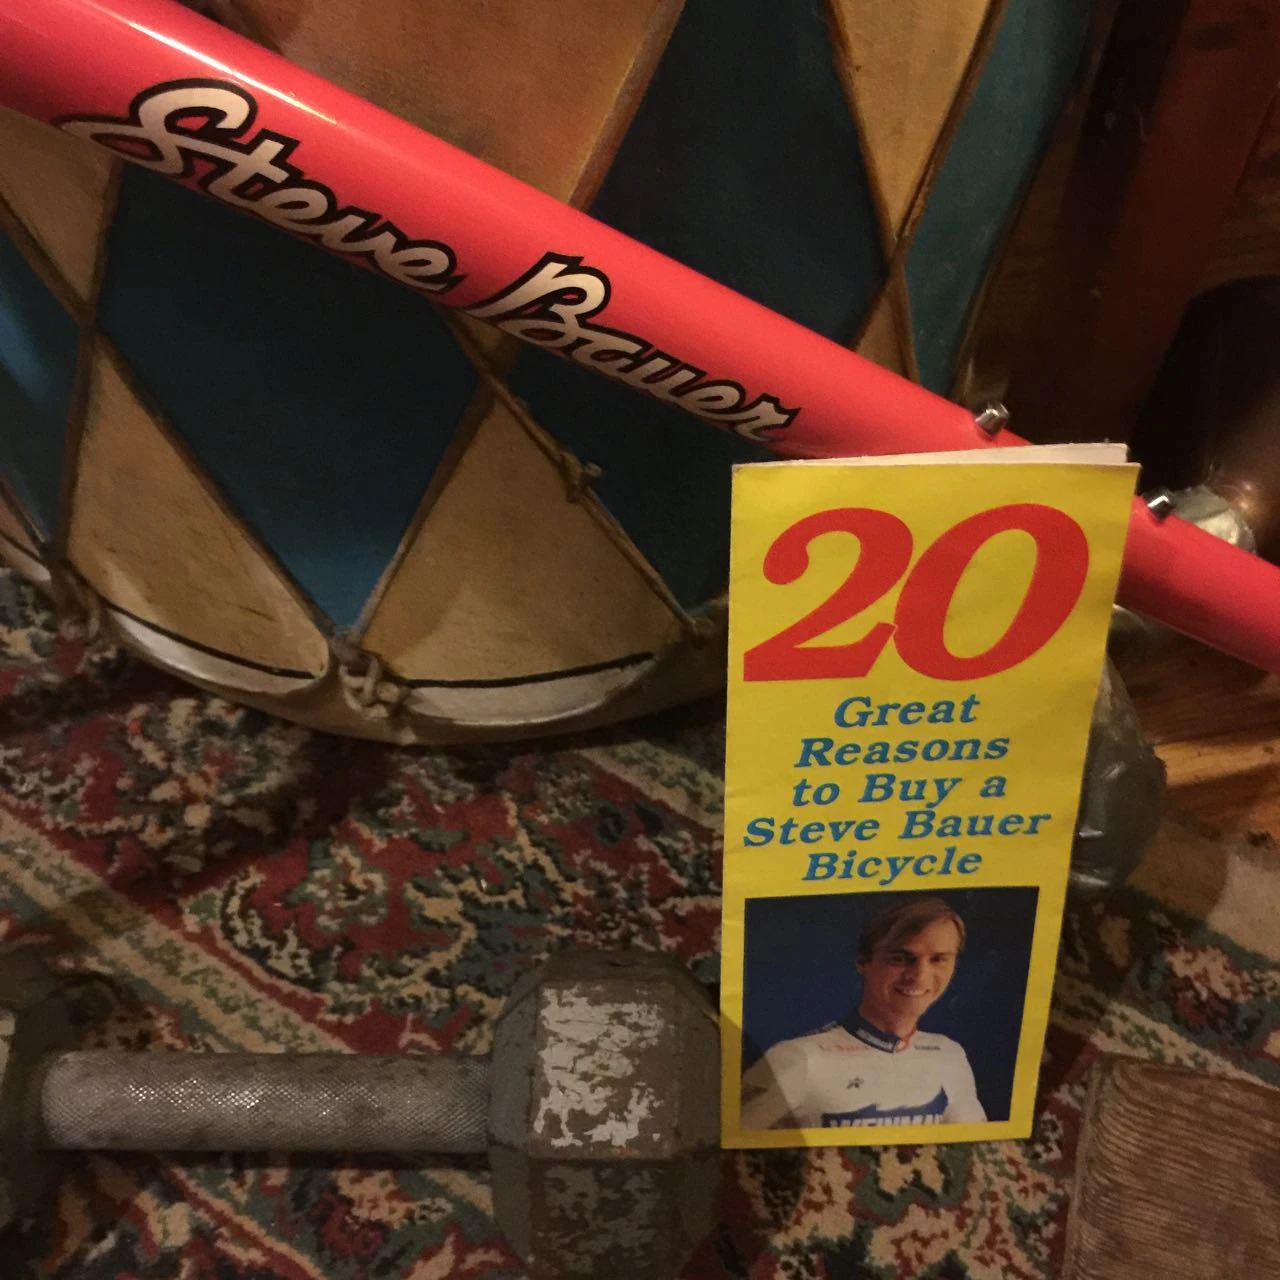 Steve Bauer
20
Great
Reasons
to Buy a
Steve Bauer
Bicycle